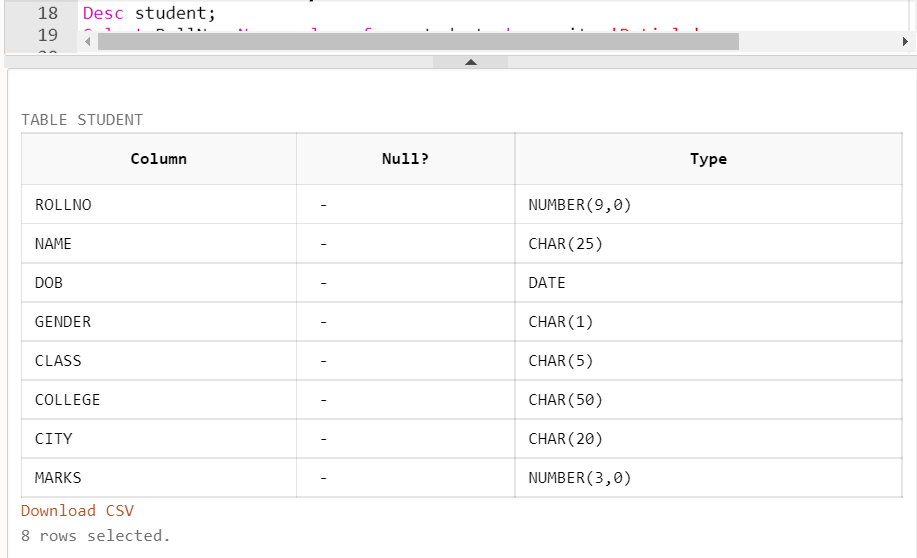 18 Desc student;
19
TABLE STUDENT
Column Null? Type
ROLLNO - NUMBER(9,0)
NAME - CHAR(25)
DOB - DATE
GENDER - CHAR(1)
CLASS - CHAR(5)
COLLEGE - CHAR(50)
CITY - CHAR(20)
MARKS - NUMBER(3,0)
Download CSV
8 rows selected.